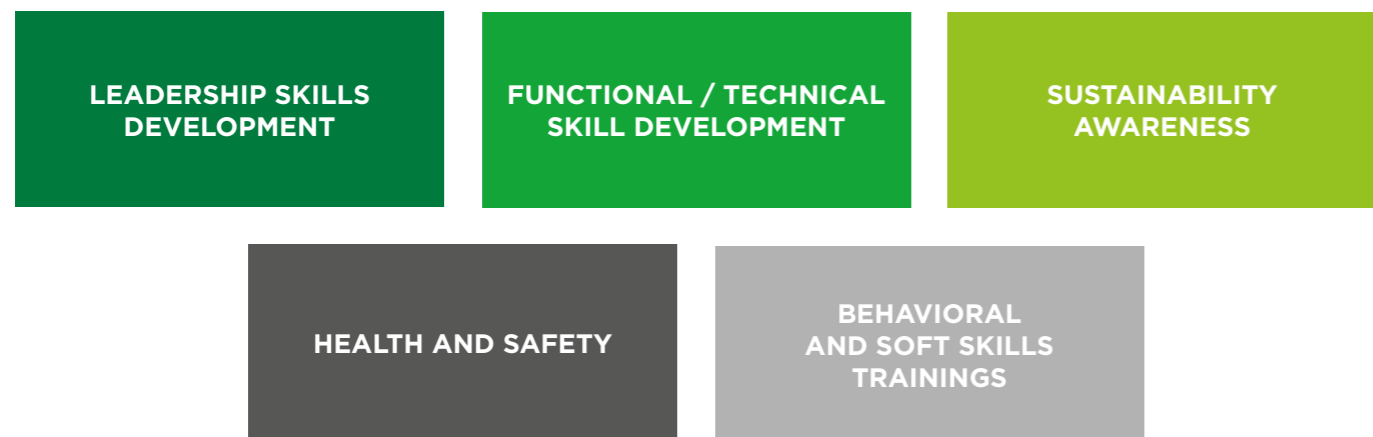 LEADERSHIP SKILLS
DEVELOPMENT
FUNCTIONAL / TECHNICAL
SKILL DEVELOPMENT
SUSTAINABILITY
AWARENESS
HEALTH AND SAFETY
BEHAVIORAL
AND SOFT SKILLS
TRAININGS